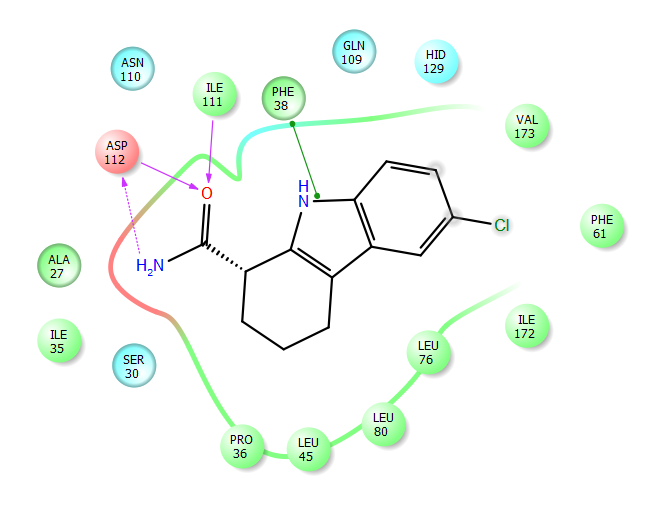 GLN
109
HID
129
ASN
110
ILE
111
PHE
38
VAL
173
ASP
112
H
N
O
Cl
PHE
61
ALA
27
H2N
ILE
35
SER
30
ILE
172
LEU
76
LEU
80
PRO
36
LEU
45